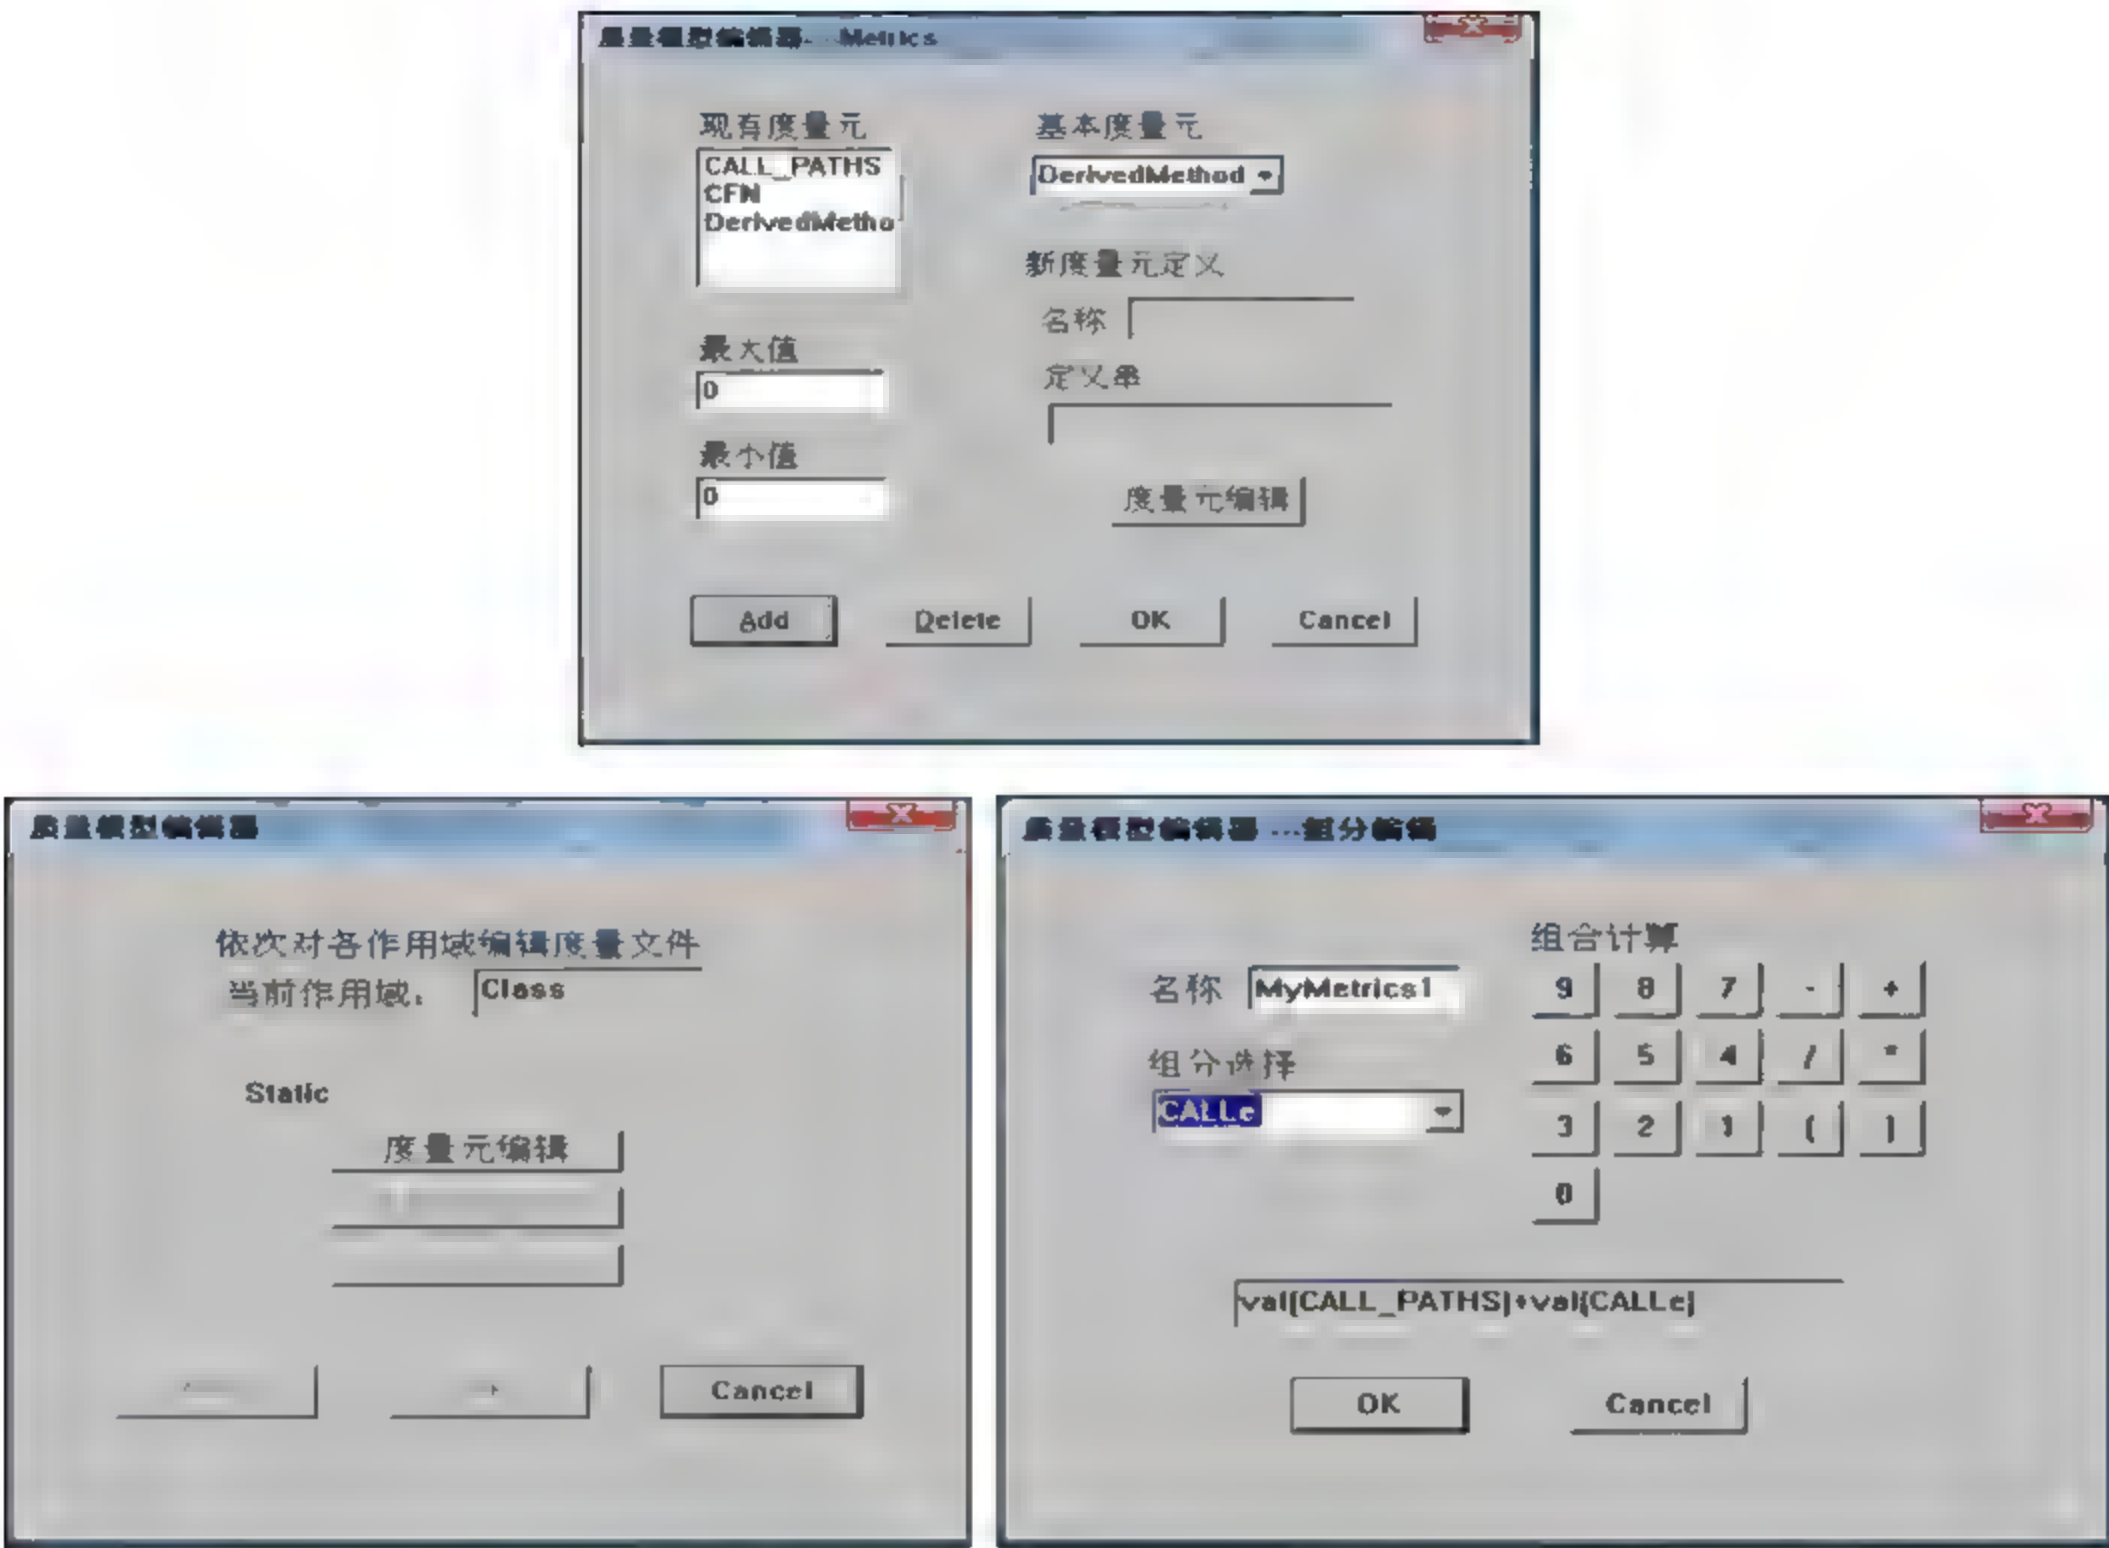 质量模型编辑器---Metrics
现有度量元
CALL_PATHS
CFN
DerivedMetho
最大值
0
最小值
0
基本度量元
DerivedMethod
新度量元定义
名称
定义串
度量元编辑
Add
Delete
OK
Cancel
质量模型编辑器
依次对各作用域编辑度量文件
当前作用域:
Class
Static
度量元编辑
Cancel
质量模型编辑器 ---组分编辑
名称
MyMetrics1
组分选择
CALLe
组合计算
9 8 7 - +
6 5 4 / *
3 2 1 ( )
0
val(CALL_PATHS)+val(CALLe)
OK
Cancel